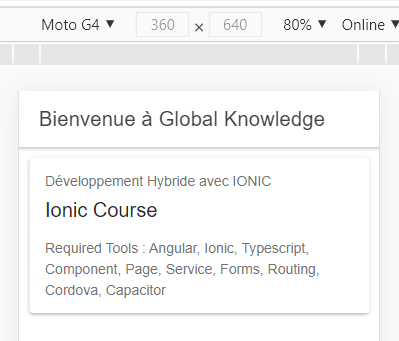 Moto G4 ▼ 360 × 640 80% ▼ Online ▼
Bienvenue à Global Knowledge
Développement Hybride avec IONIC
Ionic Course
Required Tools : Angular, Ionic, Typescript,
Component, Page, Service, Forms, Routing,
Cordova, Capacitor